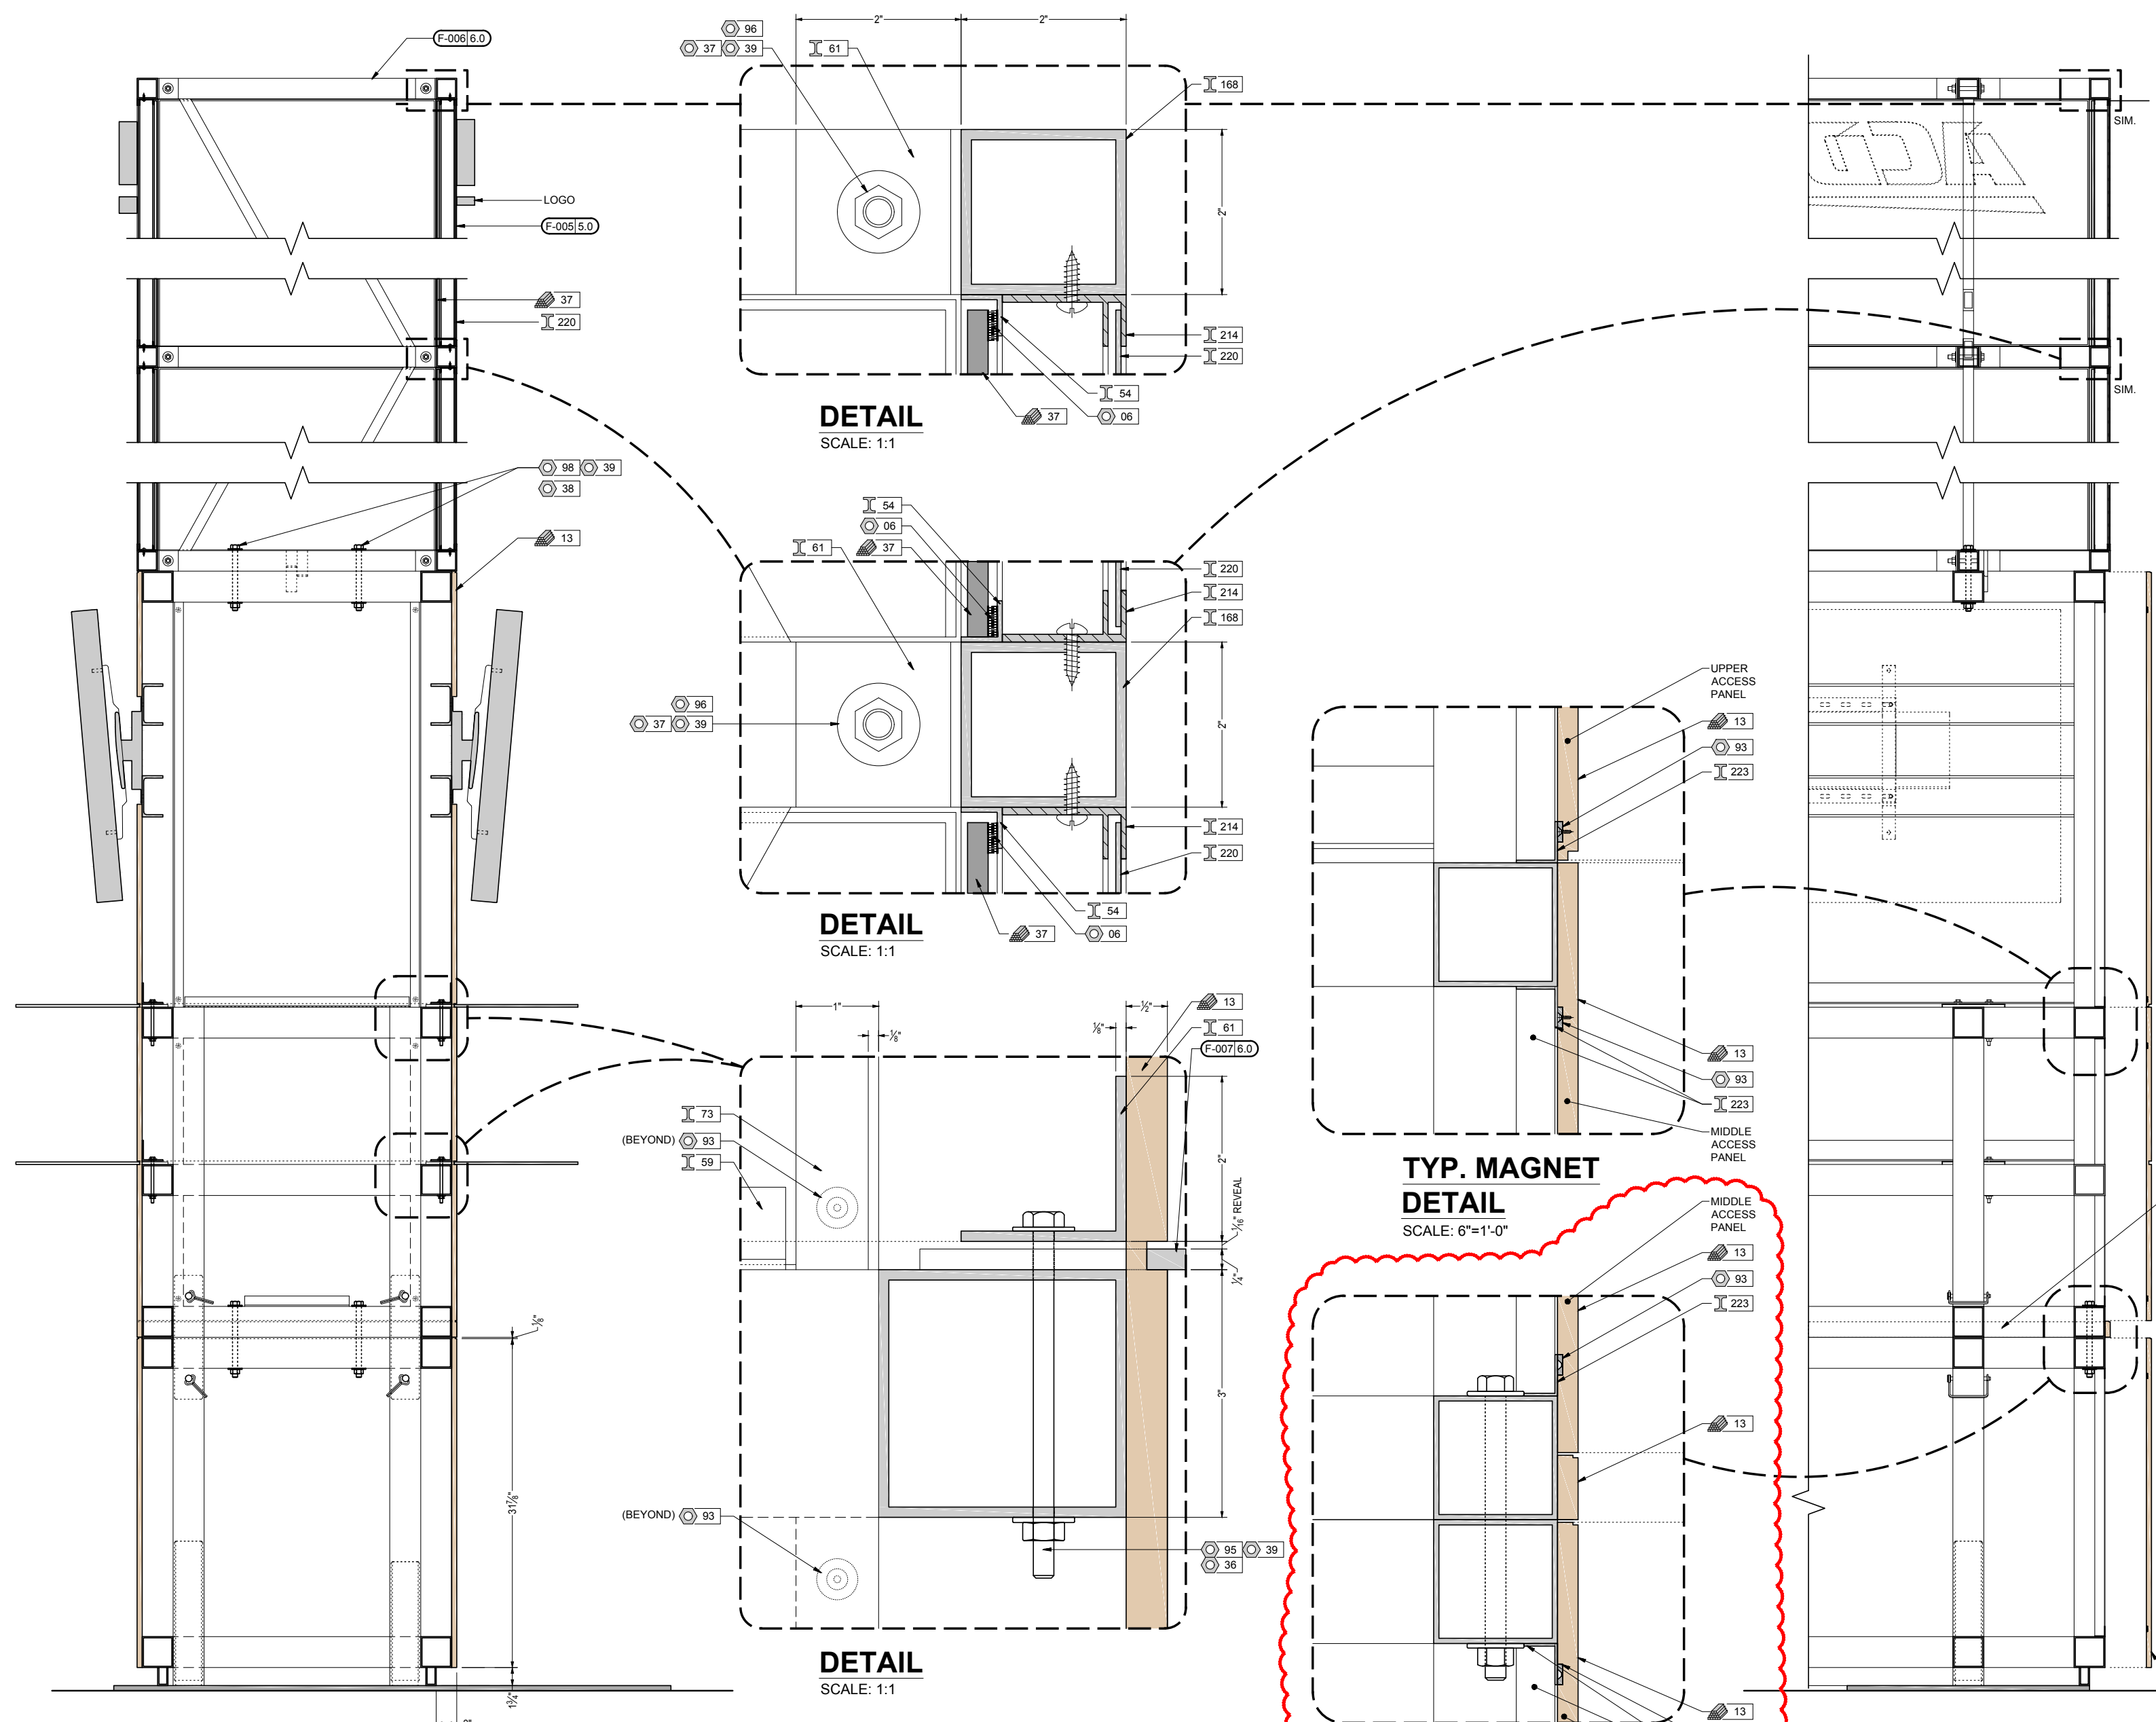 F-006 6.0
LOGO
F-005 5.0
37
220
98 39
38
13
1/8"
31 7/8"
1 3/4"
2" 2"
96
37 39
61
168
2"
214
220
54
37 06
DETAIL
SCALE: 1:1
54
06
61 37
220
214
168
96
37 39
2"
214
220
54
37 06
DETAIL
SCALE: 1:1
1" 1/2"
1/8" 1/8"
13
61
F-007 6.0
73
(BEYOND) 93
59
2"
1/16" REVEAL
1/4"
3"
(BEYOND) 93
95 39
36
DETAIL
SCALE: 1:1
UPPER
ACCESS
PANEL
13
93
223
13
93
223
MIDDLE
ACCESS
PANEL
TYP. MAGNET
DETAIL
SCALE: 6"=1'-0"
MIDDLE
ACCESS
PANEL
13
93
223
13
13
SIM.
SIM.